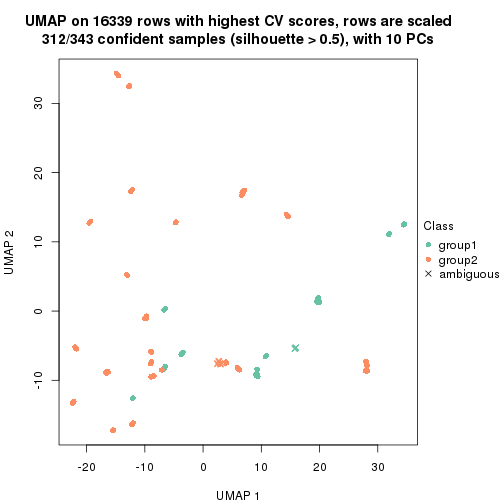 UMAP on 16339 rows with highest CV scores, rows are scaled
312/343 confident samples (silhouette > 0.5), with 10 PCs
30
20
10
0
-10
UMAP 2
-20
-10
0
10
20
30
UMAP 1
Class
group1
group2
ambiguous